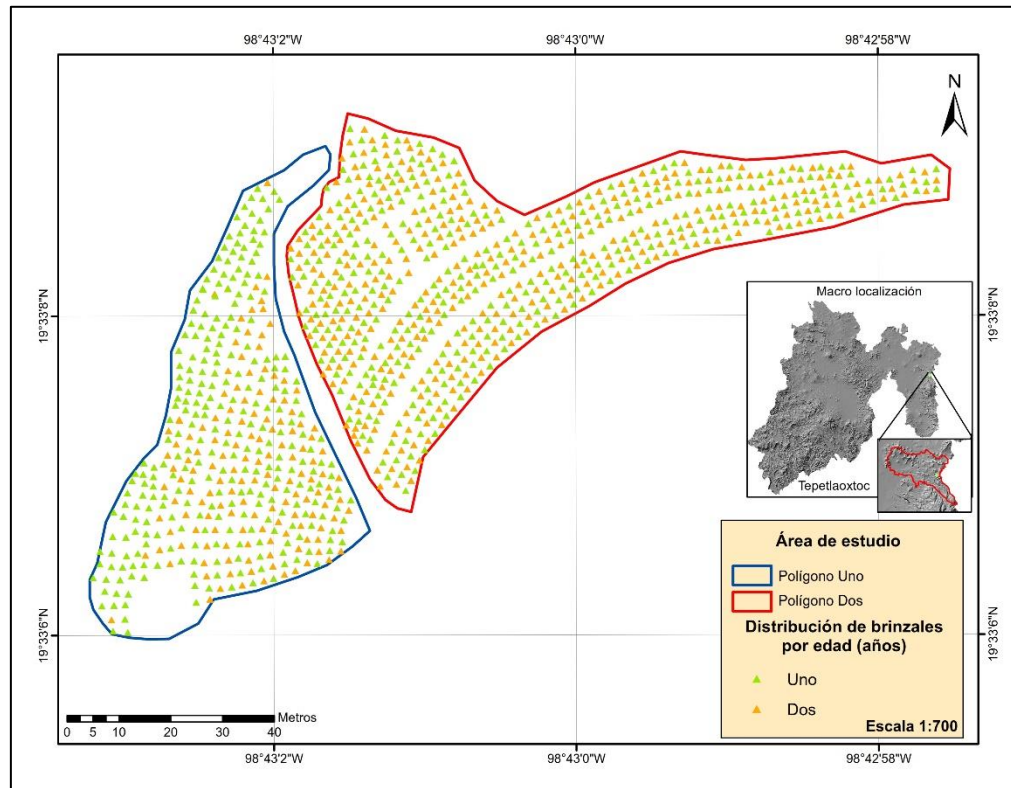 98°43'2"W
98°43'0"W
98°42'58"W
N
19°33'8"N
19°33'8"N
Macro localización
Tepetlaoxtoc
Área de estudio
Polígono Uno
Polígono Dos
Distribución de brinzales
por edad (años)
Uno
Dos
Escala 1:700
19°33'6"N
19°33'6"N
Metros
0 5 10 20 30 40
98°43'2"W
98°43'0"W
98°42'58"W